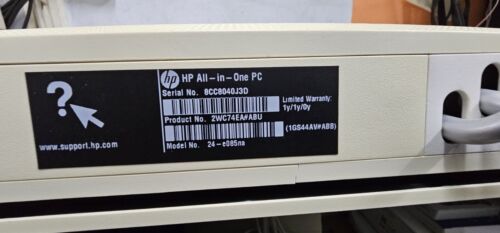 ?
hp HP All-in-One PC
Serial No. 8CC8040J3D
Limited Warranty:
1y/1y/0y
Product No. 2WC74EA#ABU
(1GS44AV#ABB)
www.support.hp.com
Model No. 24-e085na